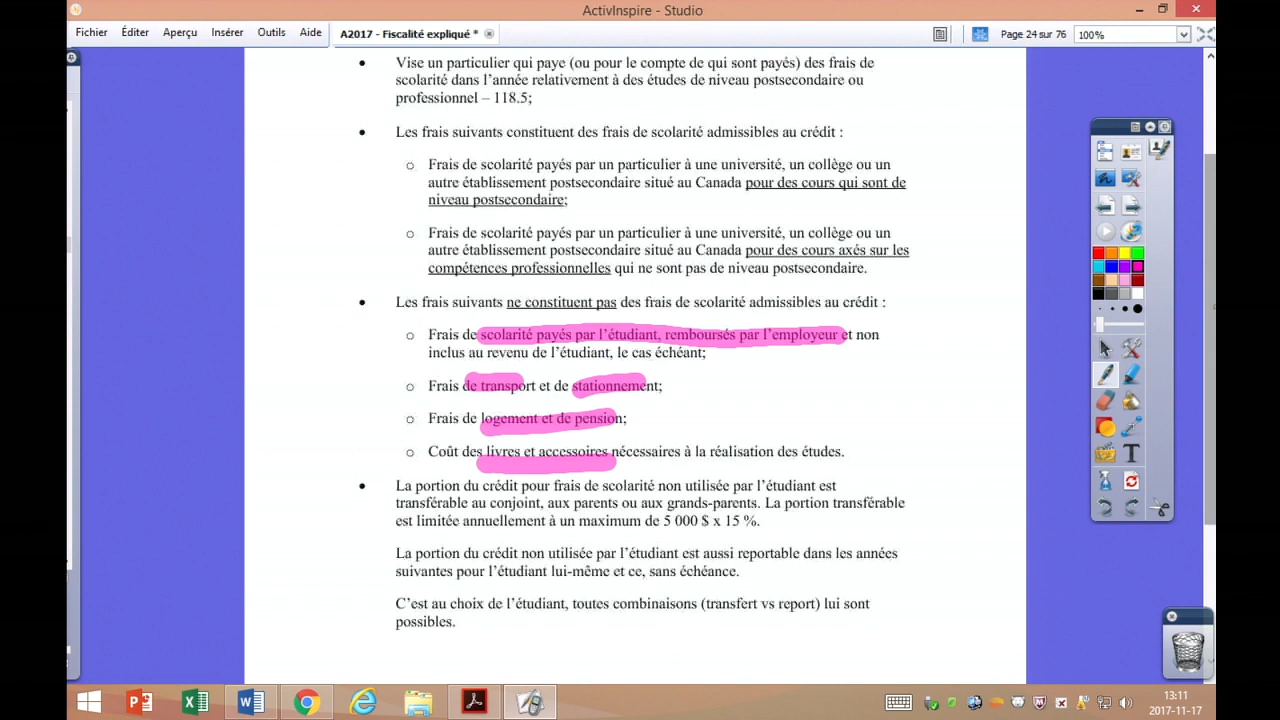 ActivInspire - Studio
Fichier Éditer Aperçu Insérer Outils Aide A2017 - Fiscalité expliqué * Page 24 sur 76 100%
• Vise un particulier qui paye (ou pour le compte de qui sont payés) des frais de
scolarité dans l’année relativement à des études de niveau postsecondaire ou
professionnel – 118.5;
• Les frais suivants constituent des frais de scolarité admissibles au crédit :
o Frais de scolarité payés par un particulier à une université, un collège ou un
autre établissement postsecondaire situé au Canada pour des cours qui sont de
niveau postsecondaire;
o Frais de scolarité payés par un particulier à une université, un collège ou un
autre établissement postsecondaire situé au Canada pour des cours axés sur les
compétences professionnelles qui ne sont pas de niveau postsecondaire.
• Les frais suivants ne constituent pas des frais de scolarité admissibles au crédit :
o Frais de scolarité payés par l’étudiant, remboursés par l’employeur et non
inclus au revenu de l’étudiant, le cas échéant;
o Frais de transport et de stationnement;
o Frais de logement et de pension;
o Coût des livres et accessoires nécessaires à la réalisation des études.
• La portion du crédit pour frais de scolarité non utilisée par l’étudiant est
transférable au conjoint, aux parents ou aux grands-parents. La portion transférable
est limitée annuellement à un maximum de 5 000 $ x 15 %.
La portion du crédit non utilisée par l’étudiant est aussi reportable dans les années
suivantes pour l’étudiant lui-même et ce, sans échéance.
C’est au choix de l’étudiant, toutes combinaisons (transfert vs report) lui sont
possibles.
13:11
2017-11-17